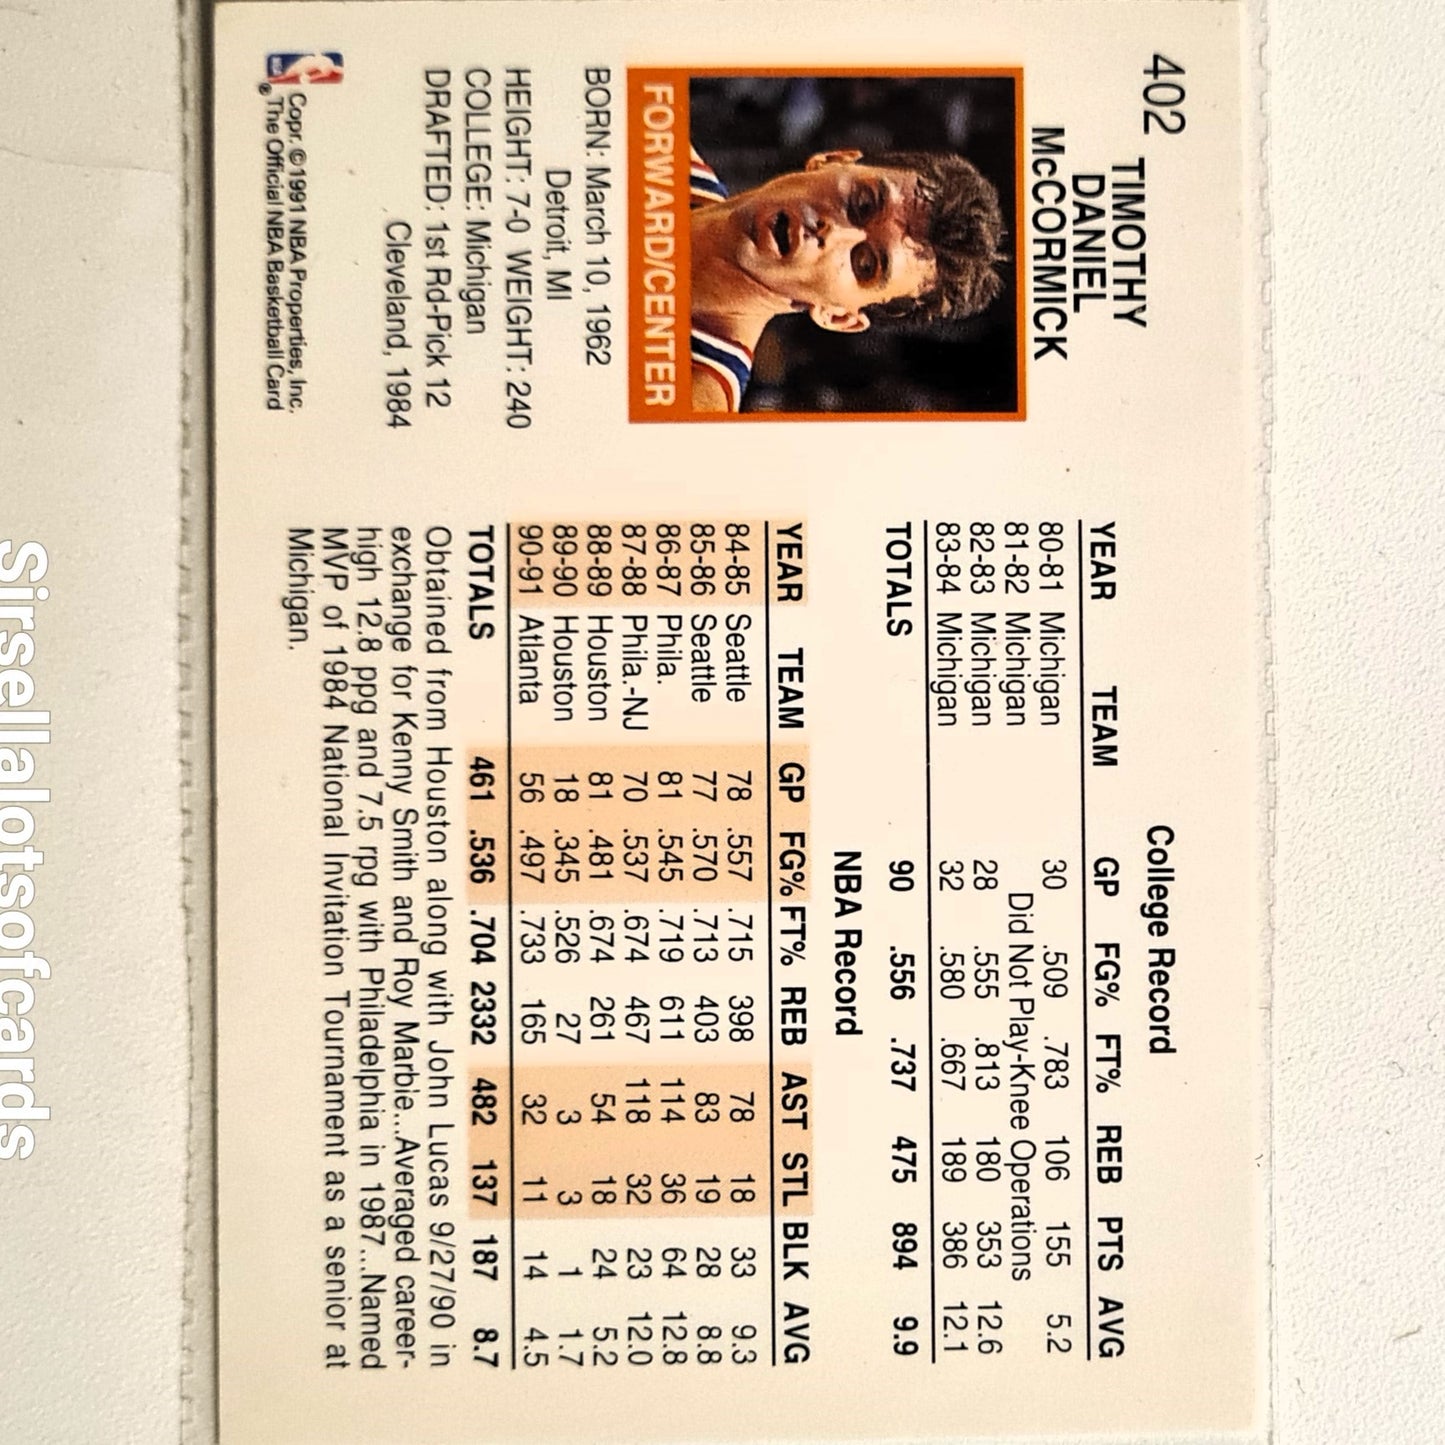 402
TIMOTHY
DANIEL
McCORMICK
FORWARD/CENTER
BORN: March 10, 1962
Detroit, MI
HEIGHT: 7-0 WEIGHT: 240
COLLEGE: Michigan
DRAFTED: 1st Rd-Pick 12
Cleveland, 1984
NBA
®
Copr. ©1991 NBA Properties, Inc.
The Official NBA Basketball Card
College Record
YEAR TEAM GP FG% FT% REB PTS AVG
80-81 Michigan 30 .509 .783 106 155 5.2
81-82 Michigan Did Not Play-Knee Operations
82-83 Michigan 28 .555 .813 180 353 12.6
83-84 Michigan 32 .580 .667 189 386 12.1
TOTALS 90 .556 .737 475 894 9.9
NBA Record
YEAR TEAM GP FG% FT% REB AST STL BLK AVG
84-85 Seattle 78 .557 .715 398 78 18 33 9.3
85-86 Seattle 77 .570 .713 403 83 19 28 8.8
86-87 Phila. 81 .545 .719 611 114 36 64 12.8
87-88 Phila.-NJ 70 .537 .674 467 118 32 23 12.0
88-89 Houston 81 .481 .674 261 54 18 24 5.2
89-90 Houston 18 .345 .526 27 3 3 1 1.7
90-91 Atlanta 56 .497 .733 165 32 11 14 4.5
TOTALS 461 .536 .704 2332 482 137 187 8.7
Obtained from Houston along with John Lucas 9/27/90 in
exchange for Kenny Smith and Roy Marble...Averaged career-
high 12.8 ppg and 7.5 rpg with Philadelphia in 1987...Named
MVP of 1984 National Invitation Tournament as a senior at
Michigan.
Sirsellalotsofcards